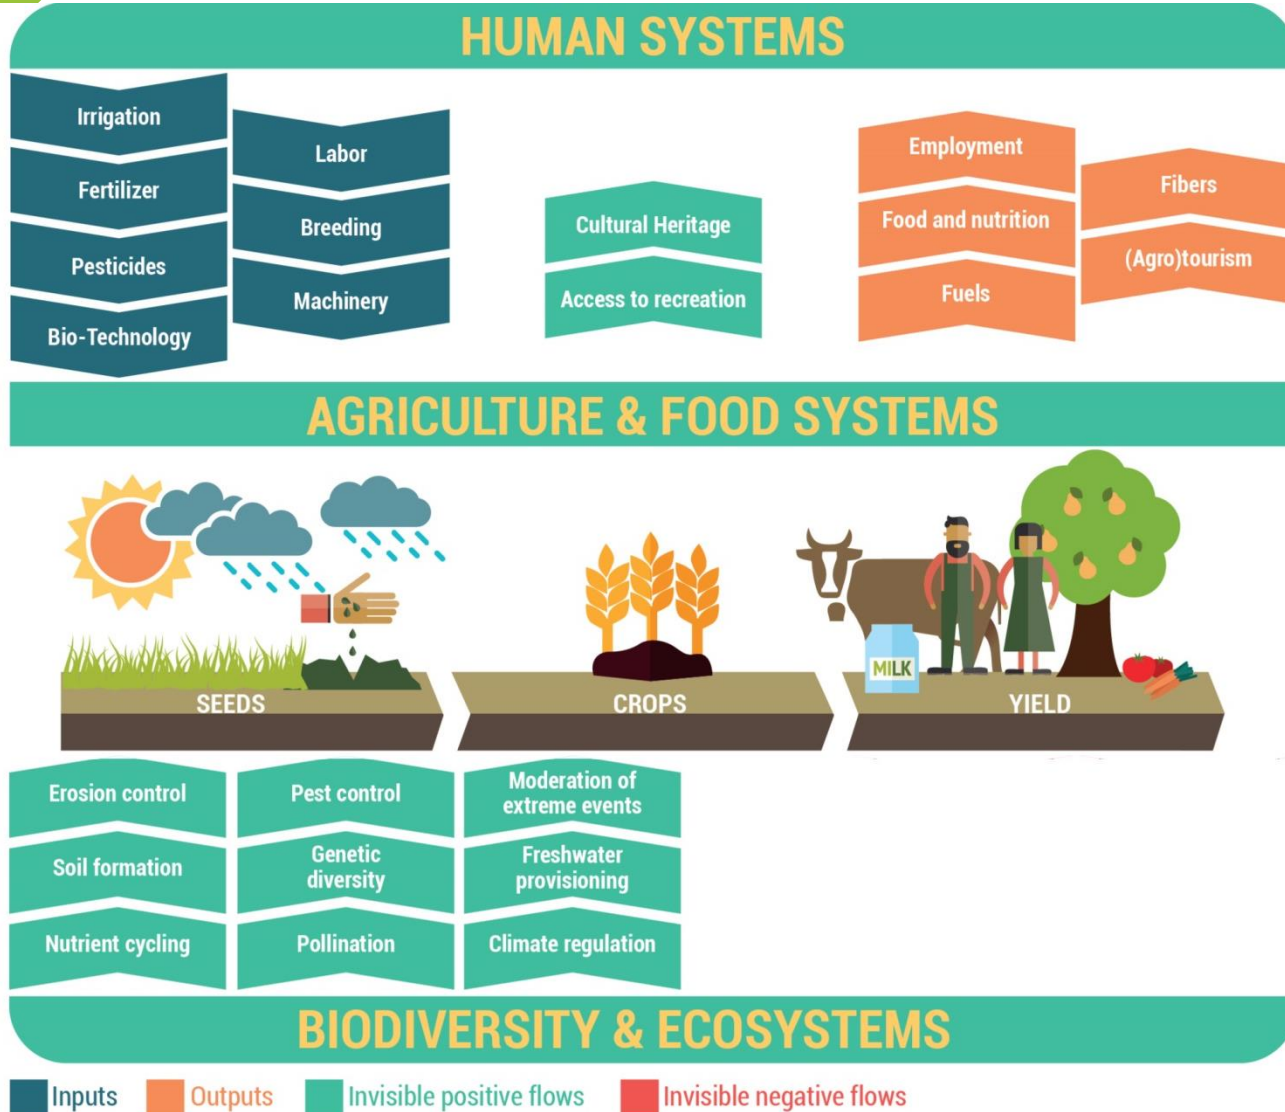 HUMAN SYSTEMS
Irrigation
Fertilizer
Pesticides
Bio-Technology
Labor
Breeding
Machinery
Cultural Heritage
Access to recreation
Employment
Food and nutrition
Fuels
Fibers
(Agro)tourism
AGRICULTURE & FOOD SYSTEMS
MILK
SEEDS
CROPS
YIELD
Erosion control
Soil formation
Nutrient cycling
Pest control
Genetic
diversity
Pollination
Moderation of
extreme events
Freshwater
provisioning
Climate regulation
BIODIVERSITY & ECOSYSTEMS
Inputs
Outputs
Invisible positive flows
Invisible negative flows